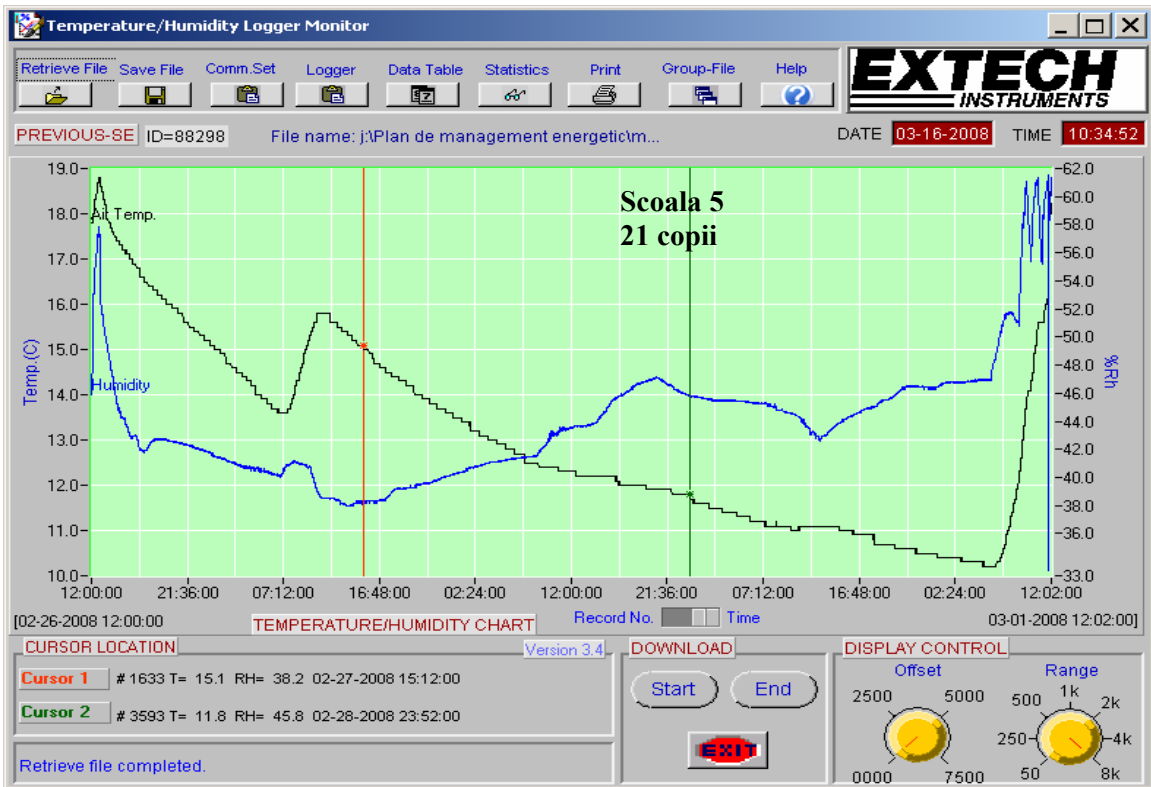 Temperature/Humidity Logger Monitor
Retrieve File Save File Comm.Set Logger Data Table Statistics Print Group-File Help
EXTECH
INSTRUMENTS
PREVIOUS-SE ID=88298 File name: j:\Plan de management energetic\m... DATE 03-16-2008 TIME 10:34:52
Scoala 5
21 copii
Air Temp.
Humidity
Temp.(C)
19.0
18.0
17.0
16.0
15.0
14.0
13.0
12.0
11.0
10.0
%Rh
62.0
60.0
58.0
56.0
54.0
52.0
50.0
48.0
46.0
44.0
42.0
40.0
38.0
36.0
33.0
12:00:00 21:36:00 07:12:00 16:48:00 02:24:00 12:00:00 21:36:00 07:12:00 16:48:00 02:24:00 12:02:00
[02-26-2008 12:00:00 TEMPERATURE/HUMIDITY CHART Record No. Time 03-01-2008 12:02:00]
CURSOR LOCATION Version 3.4
Cursor 1 # 1633 T= 15.1 RH= 38.2 02-27-2008 15:12:00
Cursor 2 # 3593 T= 11.8 RH= 45.8 02-28-2008 23:52:00
Retrieve file completed.
DOWNLOAD
Start End
EXIT
DISPLAY CONTROL
Offset
2500 5000
0000 7500
Range
500 1k 2k
250 4k
50 8k